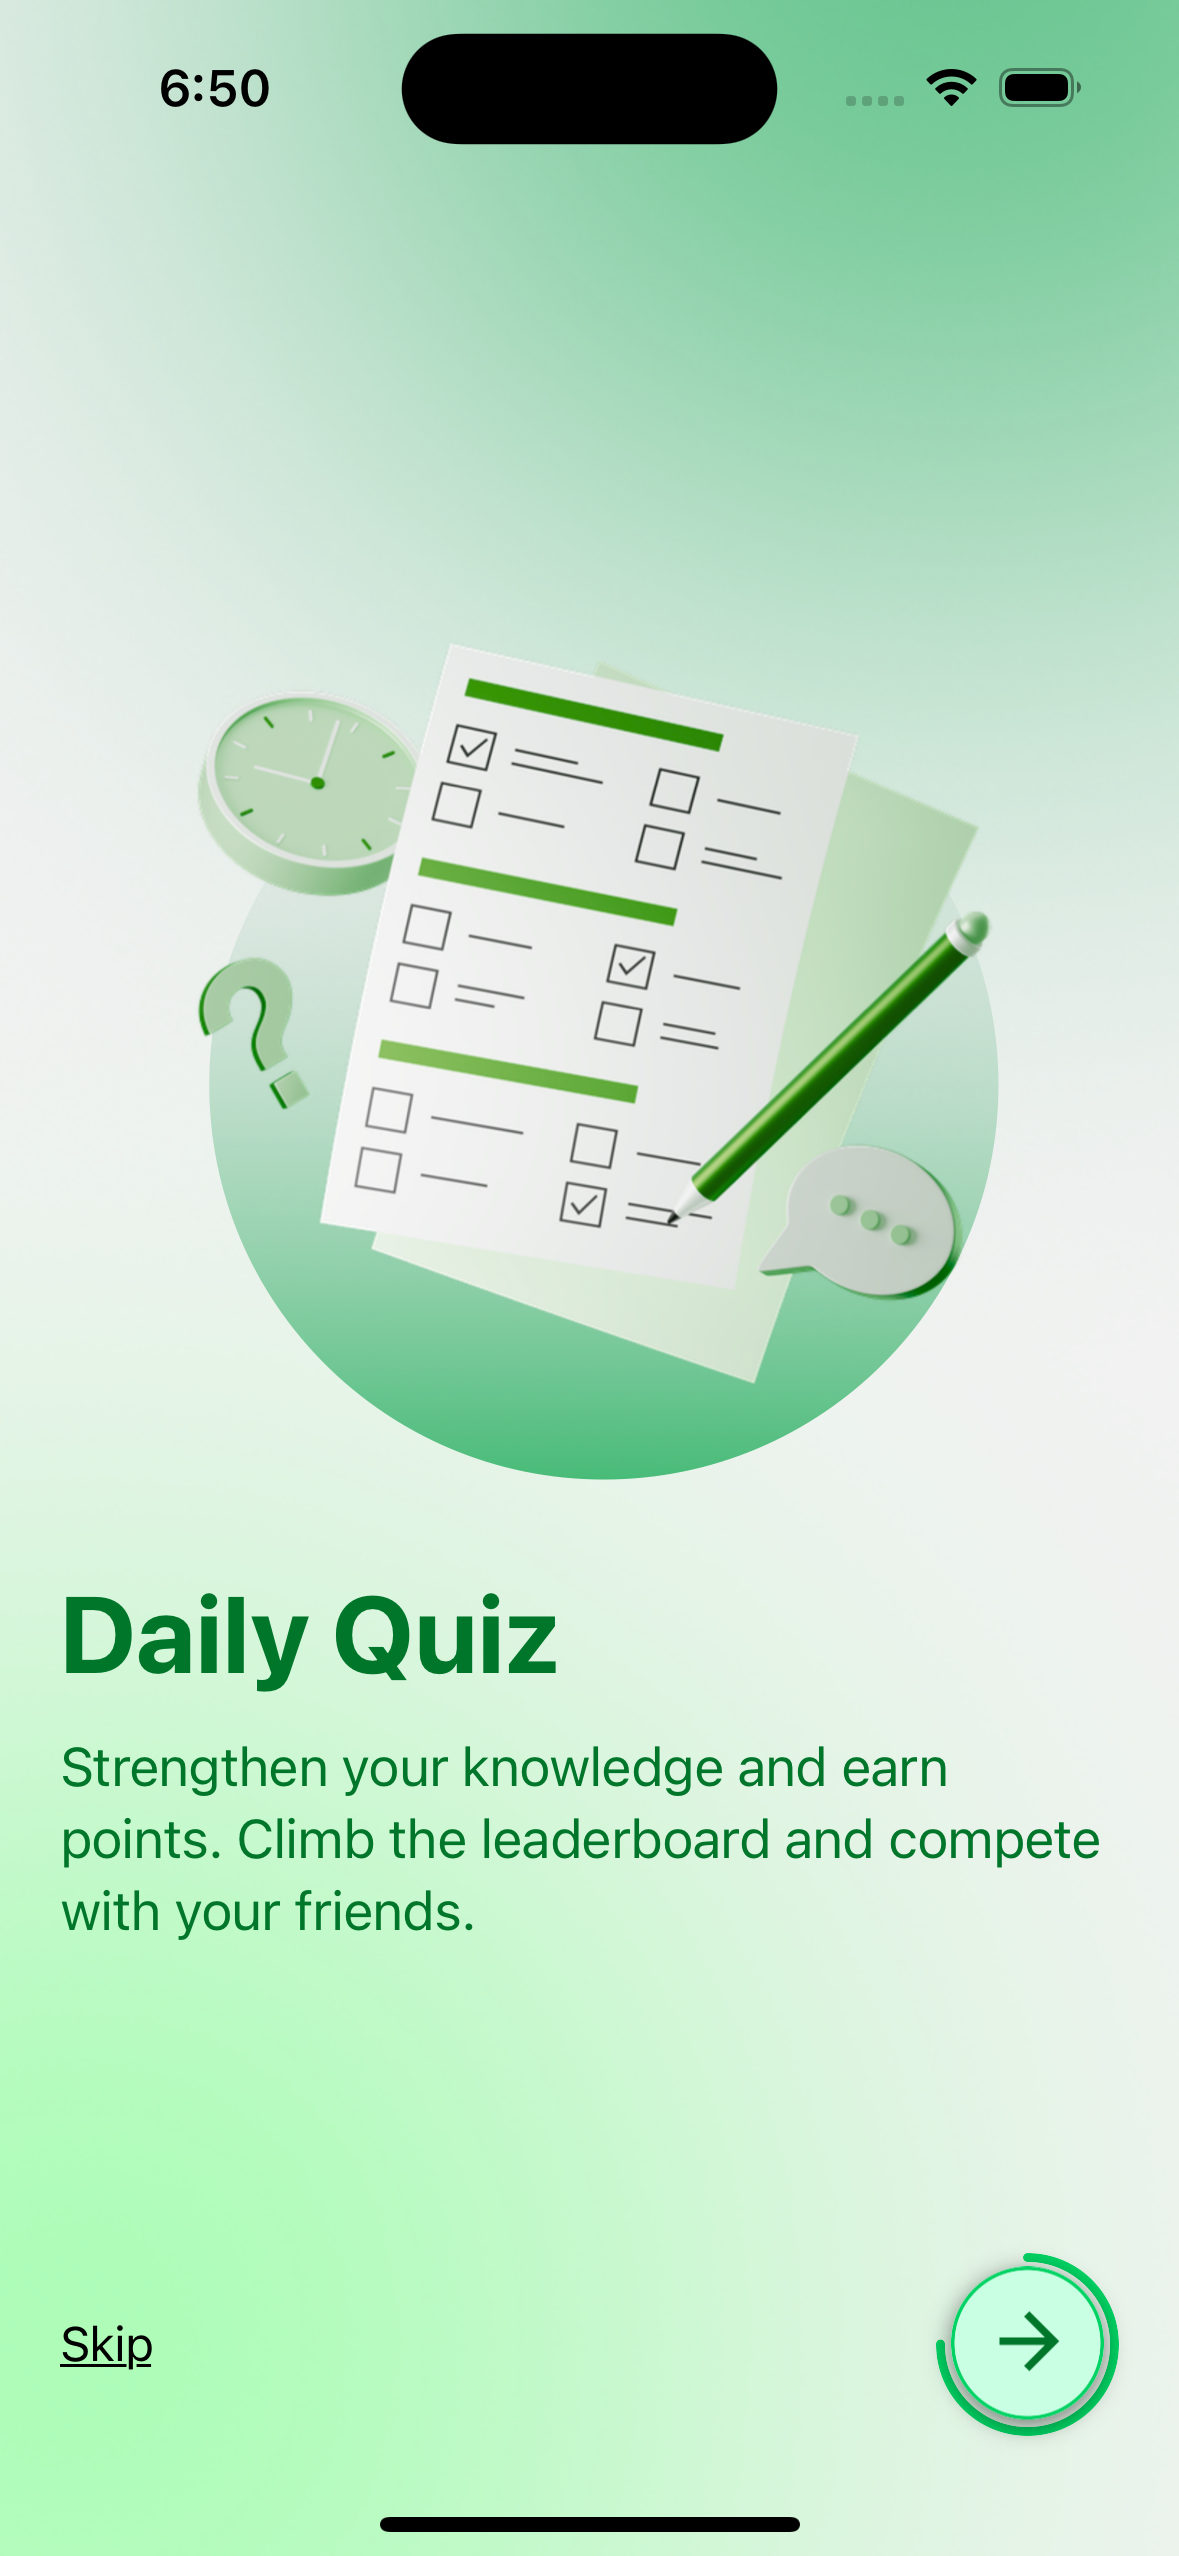 6:50
Daily Quiz
Strengthen your knowledge and earn
points. Climb the leaderboard and compete
with your friends.
Skip